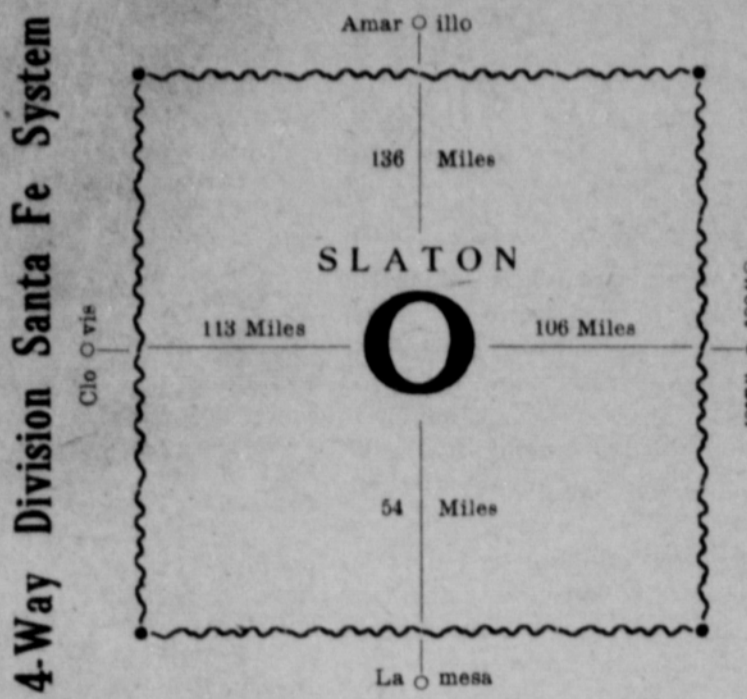 4-Way Division Santa Fe System
Amar o illo
136 Miles
SLATON
O
Clo o vis
113 Miles
106 Miles
54 Miles
La o mesa